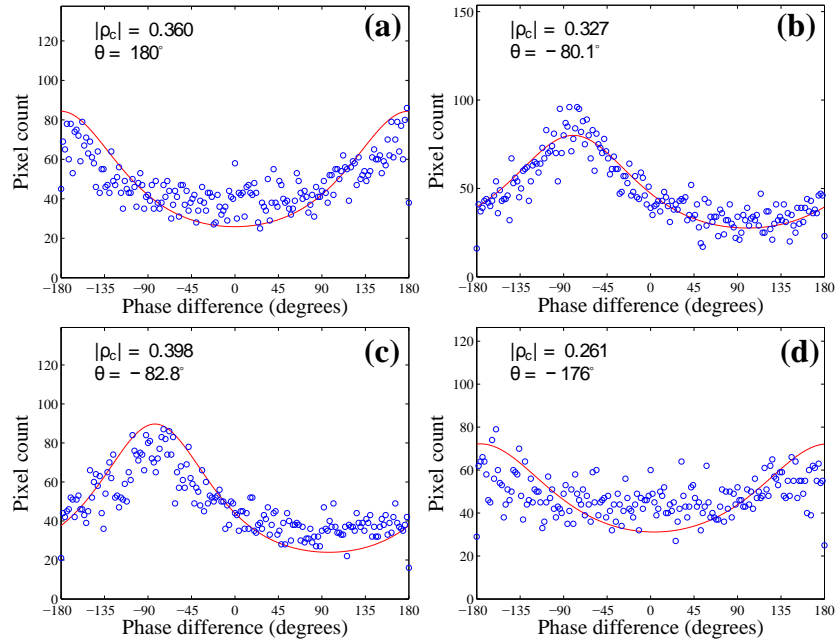 (a)
|ρc| = 0.360
θ = 180°
Pixel count
120
100
80
60
40
20
0
−180 −135 −90 −45 0 45 90 135 180
Phase difference (degrees)
(b)
|ρc| = 0.327
θ = −80.1°
Pixel count
150
100
50
0
−180 −135 −90 −45 0 45 90 135 180
Phase difference (degrees)
(c)
|ρc| = 0.398
θ = −82.8°
Pixel count
120
100
80
60
40
20
0
−180 −135 −90 −45 0 45 90 135 180
Phase difference (degrees)
(d)
|ρc| = 0.261
θ = −176°
Pixel count
120
100
80
60
40
20
0
−180 −135 −90 −45 0 45 90 135 180
Phase difference (degrees)